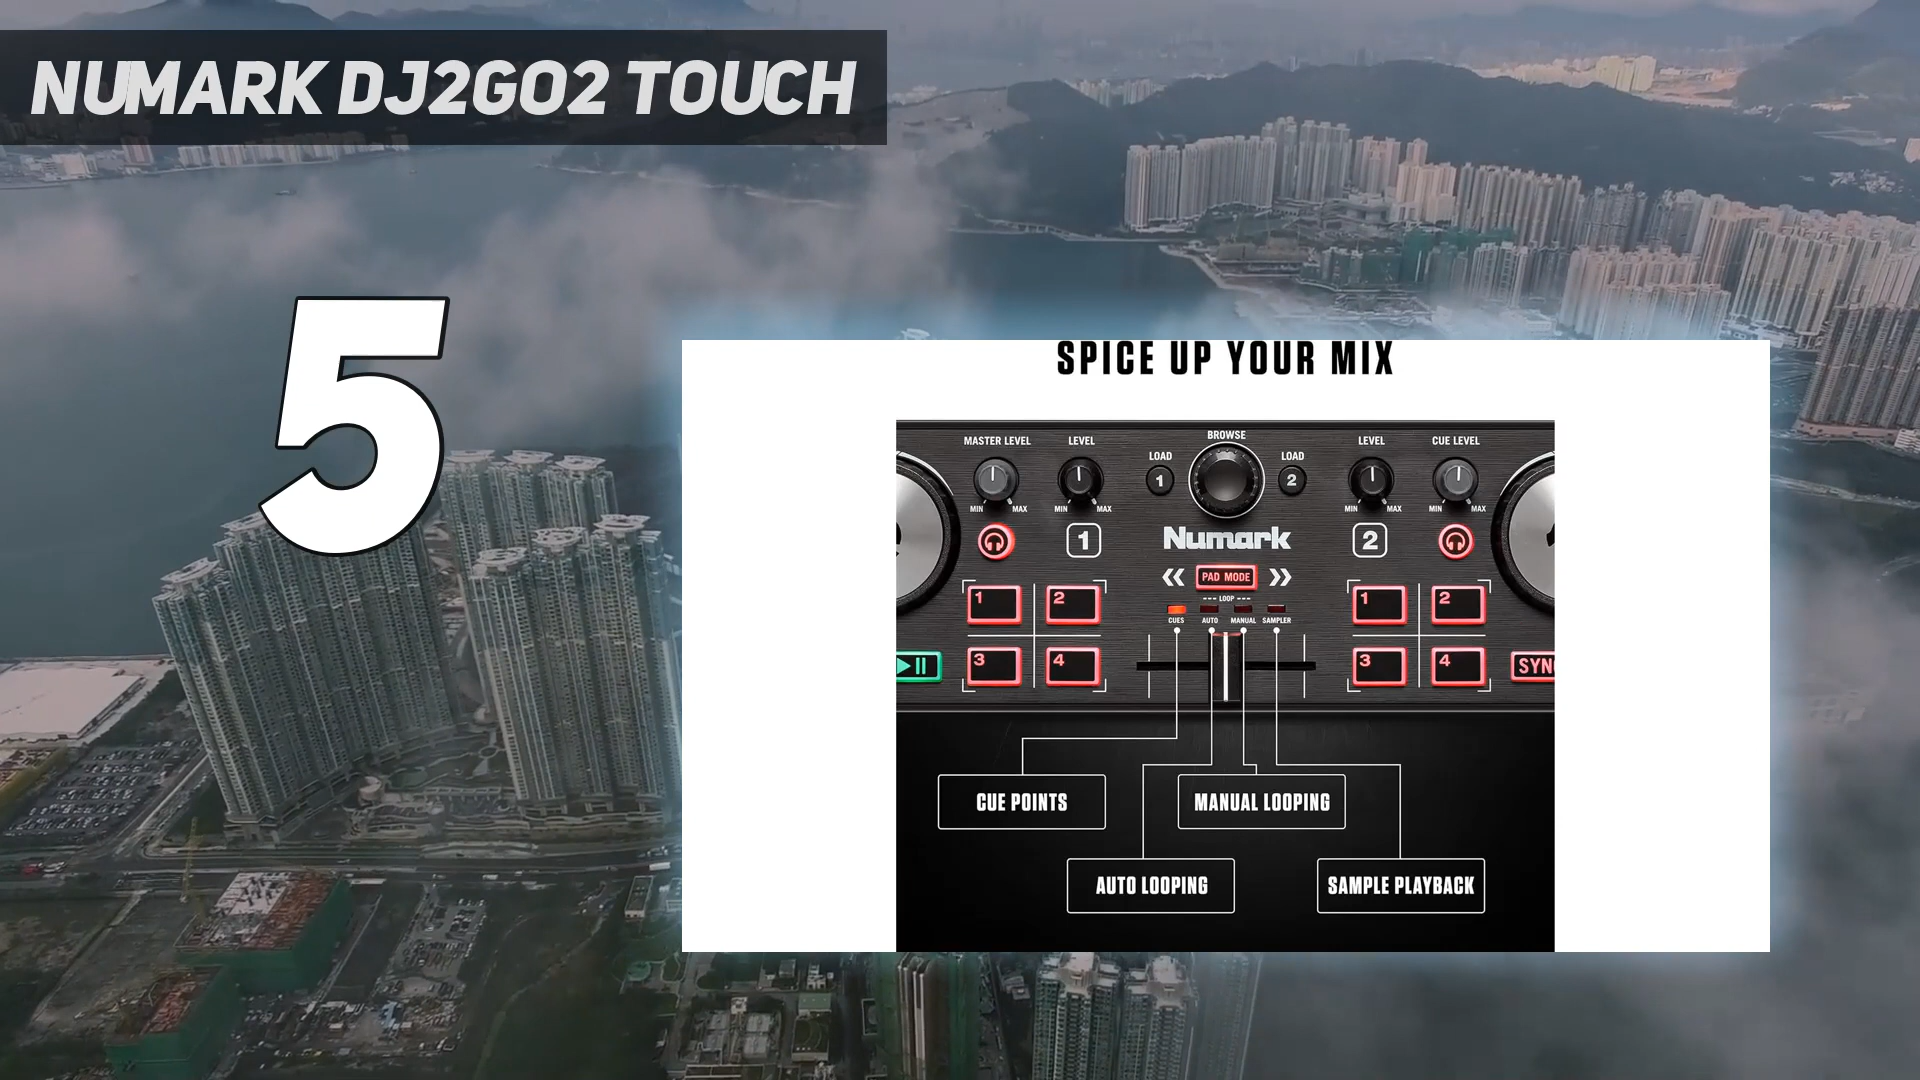 NUMARK DJ2GO2 TOUCH
5
SPICE UP YOUR MIX
BROWSE
MASTER LEVEL LEVEL LEVEL CUE LEVEL
LOAD LOAD
1 2
MIN MAX MIN MAX MIN MAX MIN MAX
1 Numark 2
PAD MODE
LOOP
1 2 1 2
CUES AUTO MANUAL SAMPLER
3 4 3 4 SYN
CUE POINTS MANUAL LOOPING
AUTO LOOPING SAMPLE PLAYBACK